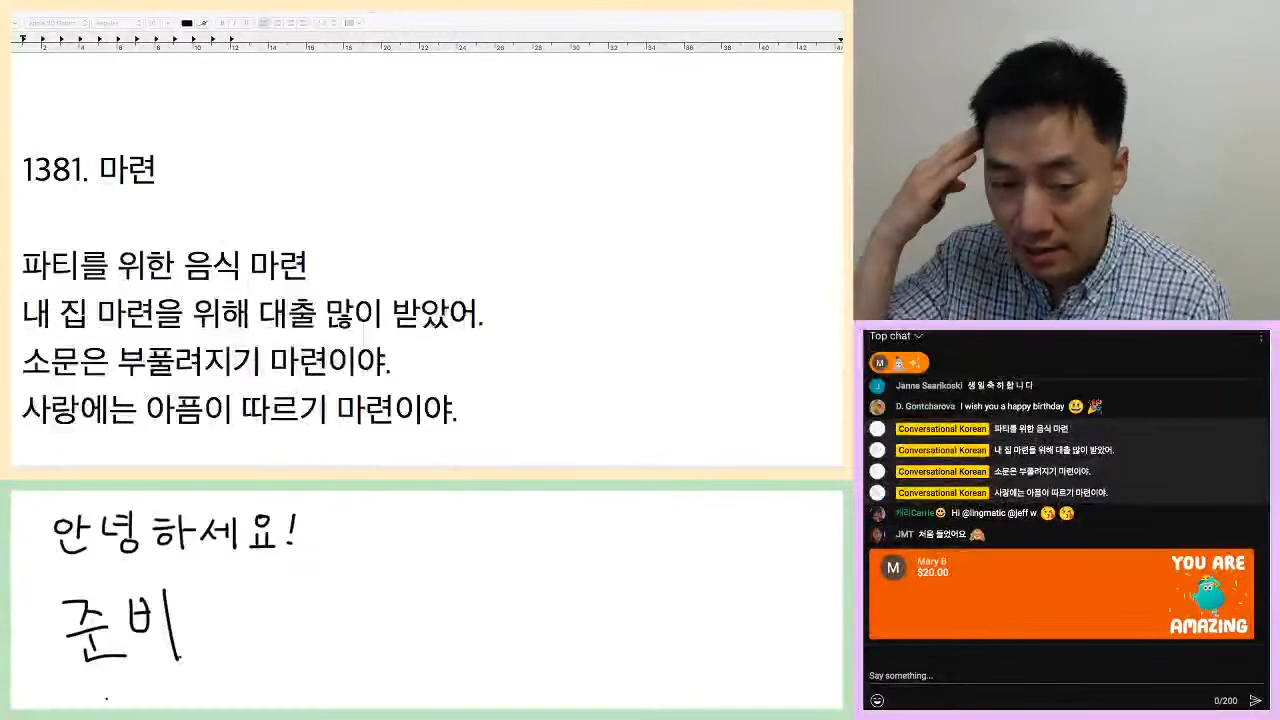 1381. 마련
파티를 위한 음식 마련
내 집 마련을 위해 대출 많이 받았어.
소문은 부풀려지기 마련이야.
사랑에는 아픔이 따르기 마련이야.
안녕하세요!
준비
Top chat
M
J Janne Saarikoski 생 일 축 하 합 니 다
D. Gontcharova I wish you a happy birthday
Conversational Korean 파티를 위한 음식 마련
Conversational Korean 내 집 마련을 위해 대출 많이 받았어.
Conversational Korean 소문은 부풀려지기 마련이야.
Conversational Korean 사랑에는 아픔이 따르기 마련이야.
캐리Carrie Hi @lingmatic @jeff w
JMT 처음 들었어요
M Mary B
$20.00
YOU ARE
AMAZING
Say something...
0/200